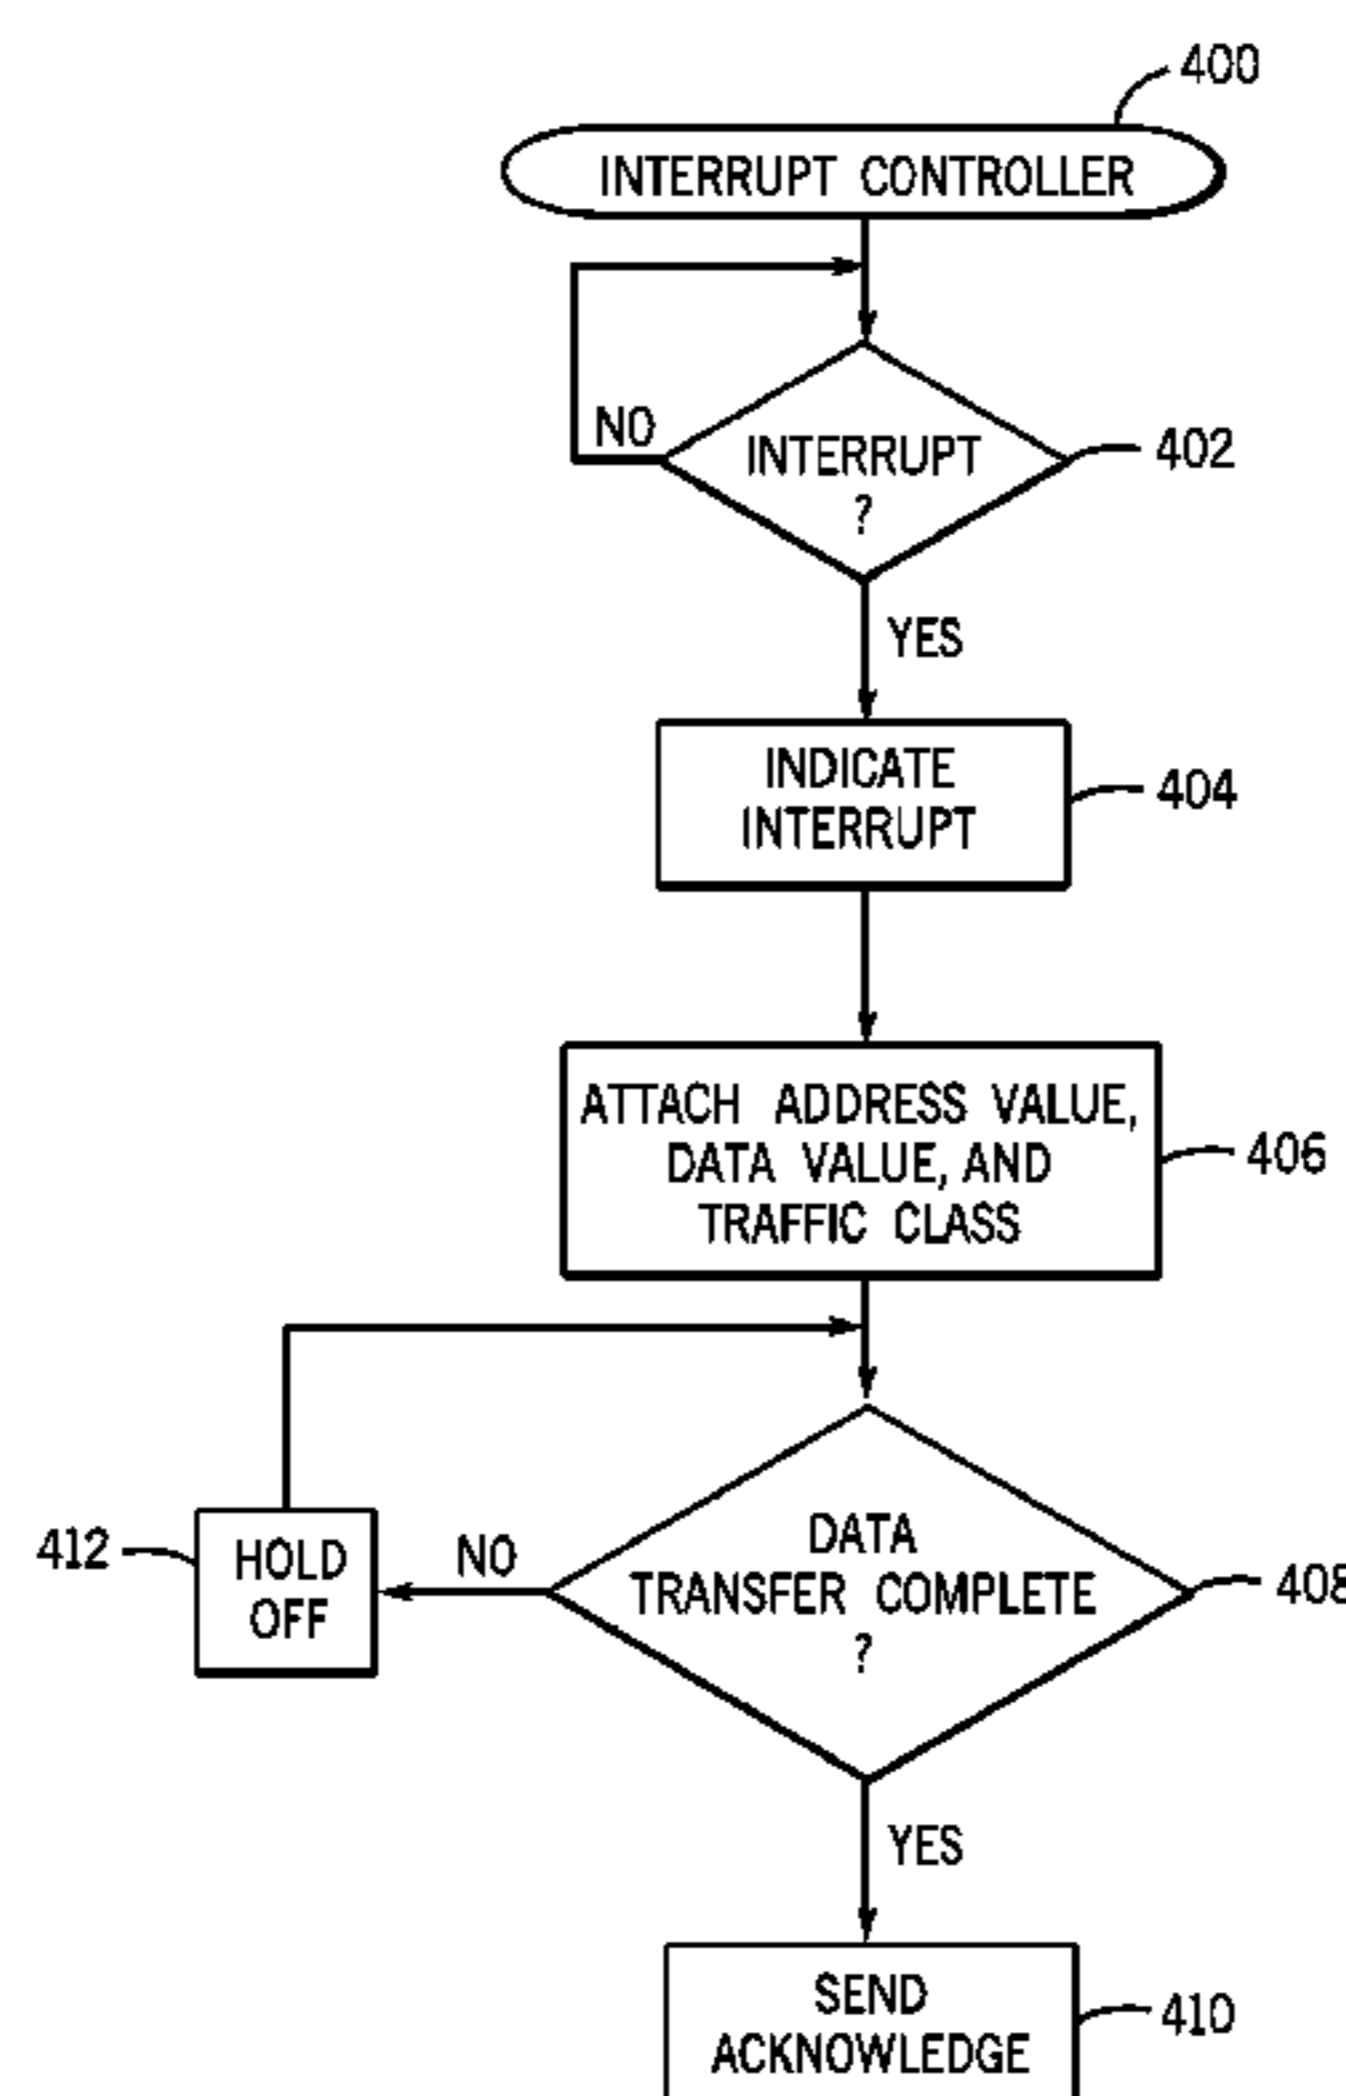 400
INTERRUPT CONTROLLER
NO
INTERRUPT
?
402
YES
INDICATE
INTERRUPT
404
ATTACH ADDRESS VALUE,
DATA VALUE, AND
TRAFFIC CLASS
406
412
HOLD
OFF
NO
DATA
TRANSFER COMPLETE
?
408
YES
SEND
ACKNOWLEDGE
410